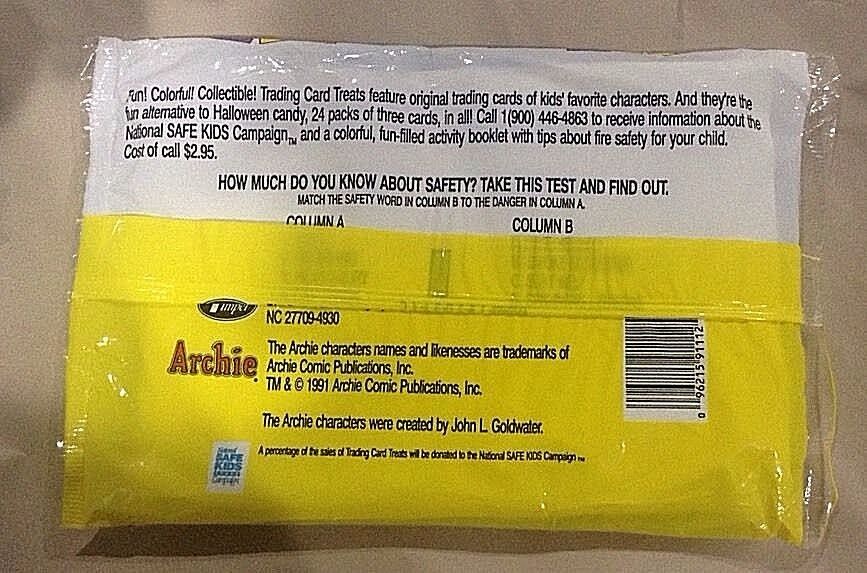 Fun! Colorful! Collectible! Trading Card Treats feature original trading cards of kids' favorite characters. And they're the
fun alternative to Halloween candy, 24 packs of three cards, in all! Call 1(900) 446-4863 to receive information about the
National SAFE KIDS Campaign™, and a colorful, fun-filled activity booklet with tips about fire safety for your child.
Cost of call $2.95.
HOW MUCH DO YOU KNOW ABOUT SAFETY? TAKE THIS TEST AND FIND OUT.
MATCH THE SAFETY WORD IN COLUMN B TO THE DANGER IN COLUMN A.
COLUMN A COLUMN B
Impel
NC 27709-4930
Archie
The Archie characters names and likenesses are trademarks of
Archie Comic Publications, Inc.
TM & © 1991 Archie Comic Publications, Inc.
The Archie characters were created by John L. Goldwater.
A percentage of the sales of Trading Card Treats will be donated to the National SAFE KIDS Campaign™
SAFE
KIDS
Campaign
0 96215 91112